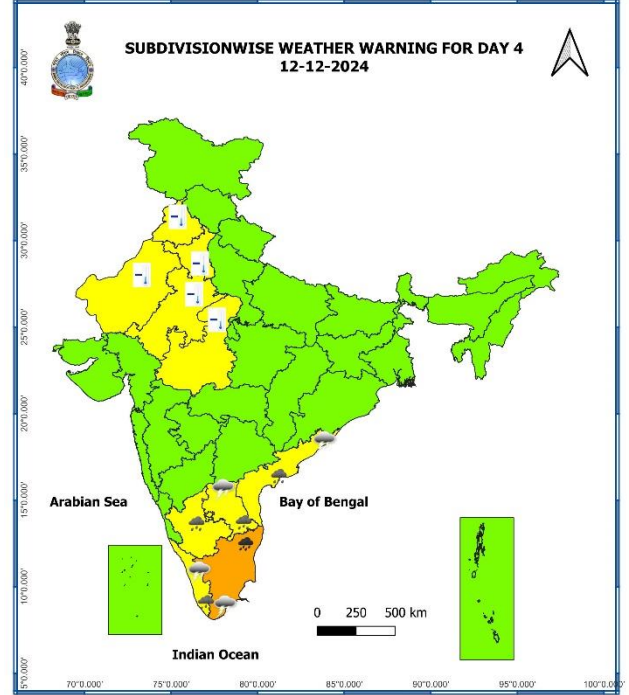 SUBDIVISIONWISE WEATHER WARNING FOR DAY 4
12-12-2024
40°0.000'
35°0.000'
30°0.000'
25°0.000'
20°0.000'
15°0.000'
10°0.000'
5°0.000'
Arabian Sea
Bay of Bengal
0 250 500 km
Indian Ocean
70°0.000' 75°0.000' 80°0.000' 85°0.000' 90°0.000' 95°0.000' 100°0.000'